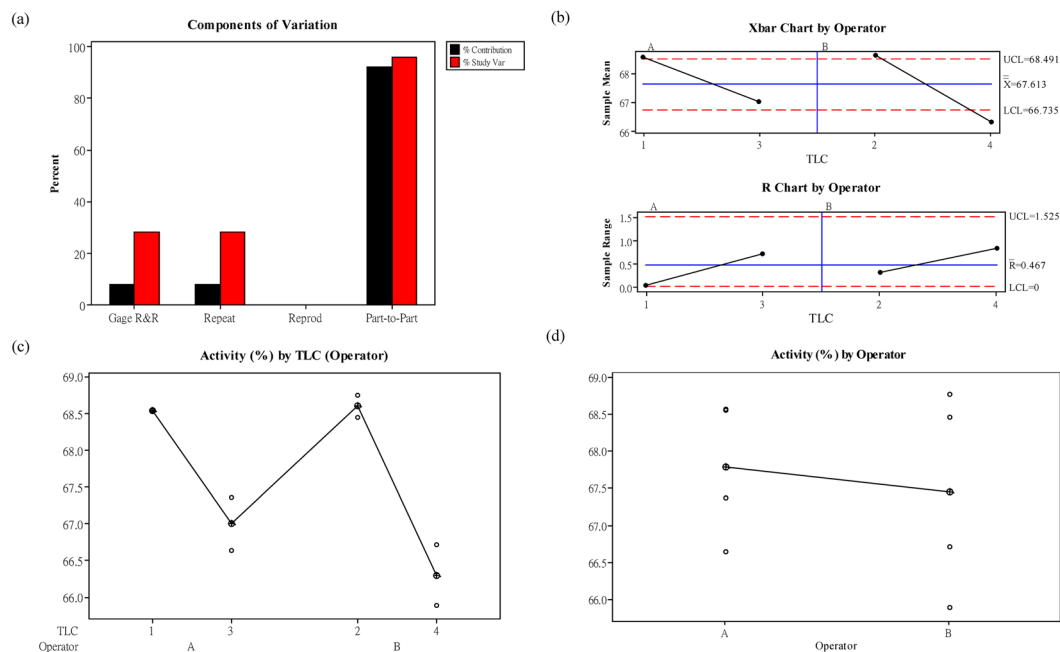 (a)
Components of Variation
100
80
60
40
20
0
Percent
Gage R&R Repeat Reprod Part-to-Part
% Contribution
% Study Var
(b)
Xbar Chart by Operator
A B
68
67
66
Sample Mean
UCL=68.491
X̿=67.613
LCL=66.735
1 3 2 4
TLC
R Chart by Operator
A B
1.5
1.0
0.5
0.0
Sample Range
UCL=1.525
R̅=0.467
LCL=0
1 3 2 4
TLC
(c)
Activity (%) by TLC (Operator)
69.0
68.5
68.0
67.5
67.0
66.5
66.0
TLC 1 3 2 4
Operator A B
(d)
Activity (%) by Operator
69.0
68.5
68.0
67.5
67.0
66.5
66.0
A B
Operator